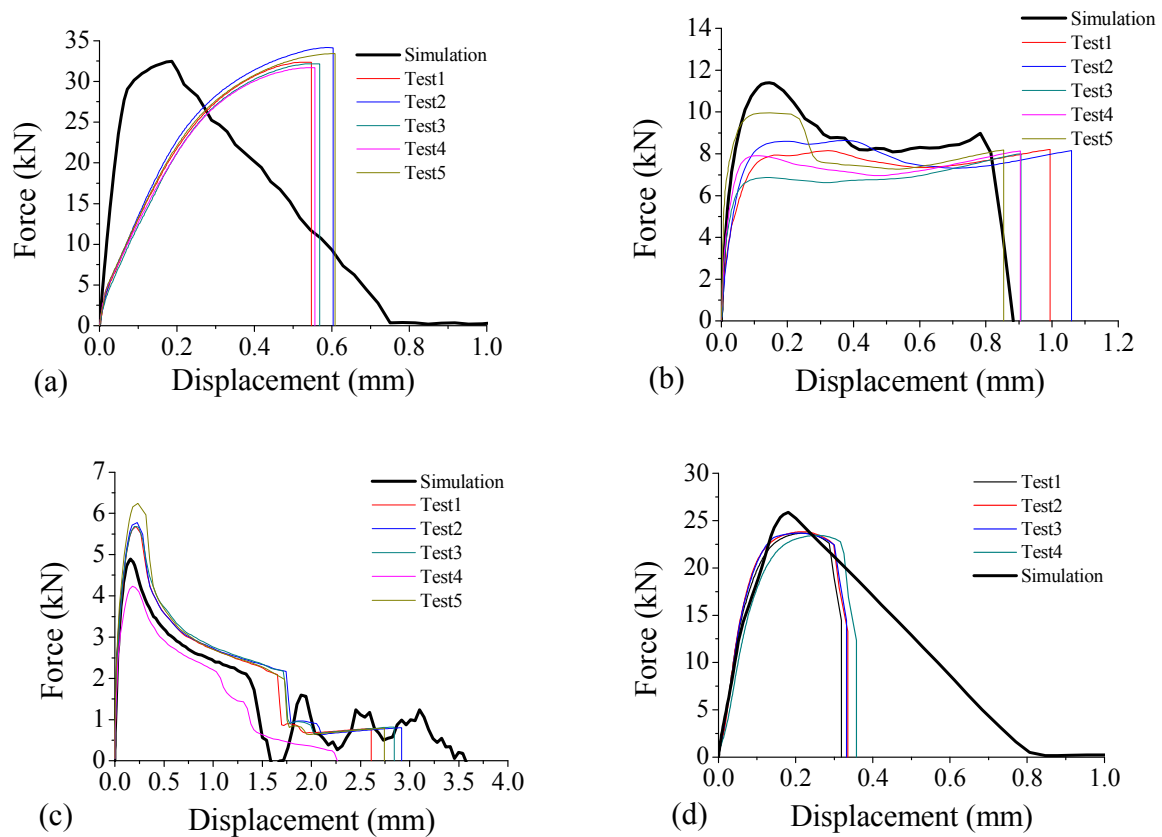 35
30
25
20
15
10
5
0
Force (kN)
0.0 0.2 0.4 0.6 0.8 1.0
Displacement (mm)
(a)
Simulation
Test1
Test2
Test3
Test4
Test5
14
12
10
8
6
4
2
0
Force (kN)
0.0 0.2 0.4 0.6 0.8 1.0 1.2
Displacement (mm)
(b)
Simulation
Test1
Test2
Test3
Test4
Test5
7
6
5
4
3
2
1
0
Force (kN)
0.0 0.5 1.0 1.5 2.0 2.5 3.0 3.5 4.0
Displacement (mm)
(c)
Simulation
Test1
Test2
Test3
Test4
Test5
30
25
20
15
10
5
0
Force (kN)
0.0 0.2 0.4 0.6 0.8 1.0
Displacement (mm)
(d)
Test1
Test2
Test3
Test4
Simulation